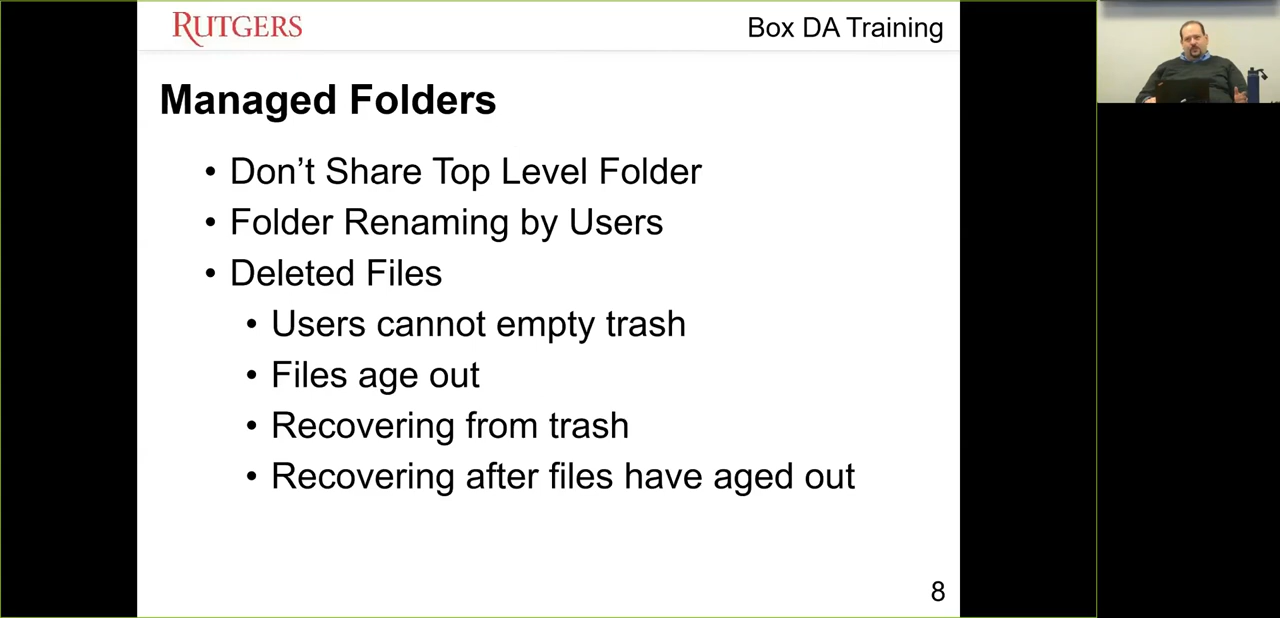 RUTGERS
Box DA Training
Managed Folders
• Don’t Share Top Level Folder
• Folder Renaming by Users
• Deleted Files
• Users cannot empty trash
• Files age out
• Recovering from trash
• Recovering after files have aged out
8